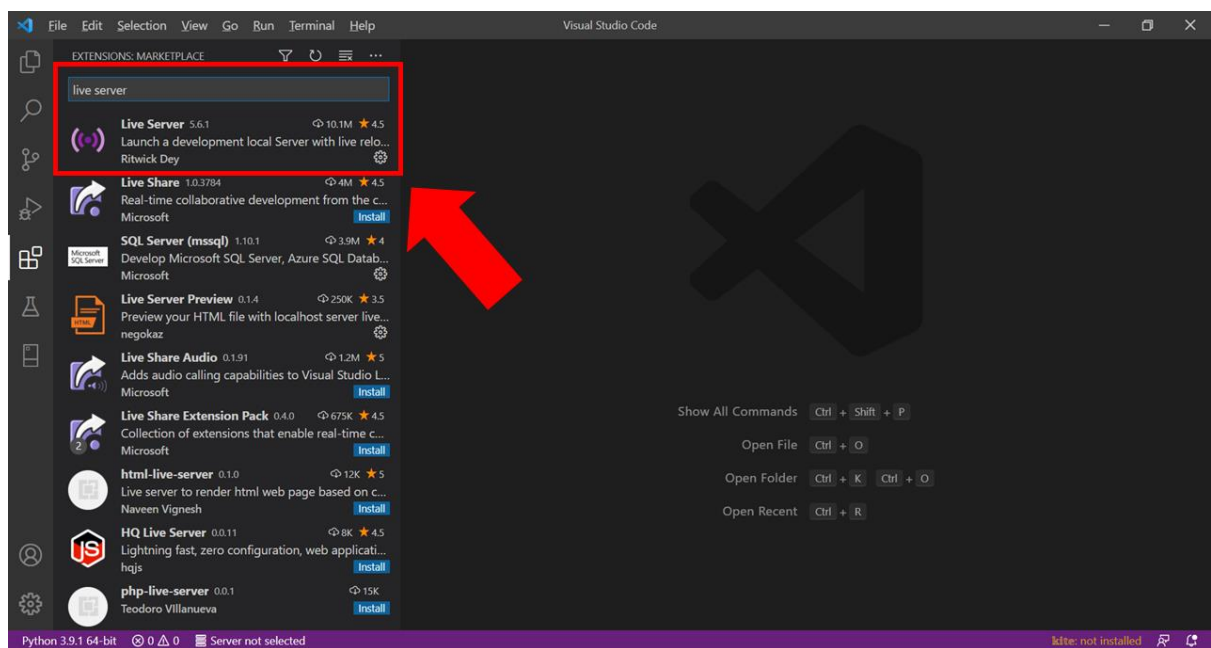 File Edit Selection View Go Run Terminal Help Visual Studio Code
EXTENSIONS: MARKETPLACE
live server
Live Server 5.6.1 10.1M ★ 4.5
Launch a development local Server with live relo...
Ritwick Dey
Live Share 1.0.3784 4M ★ 4.5
Real-time collaborative development from the c...
Microsoft Install
Microesoft SQL Server
SQL Server (mssql) 1.10.1 3.9M ★ 4
Develop Microsoft SQL Server, Azure SQL Datab...
Microsoft
HTML
Live Server Preview 0.1.4 250K ★ 3.5
Preview your HTML file with localhost server live...
negokaz
Live Share Audio 0.1.91 1.2M ★ 5
Adds audio calling capabilities to Visual Studio L...
Microsoft Install
Live Share Extension Pack 0.4.0 675K ★ 4.5
Collection of extensions that enable real-time c...
2
Microsoft Install
html-live-server 0.1.0 12K ★ 5
Live server to render html web page based on c...
Naveen Vignesh Install
HQ Live Server 0.0.11 8K ★ 4.5
JS
Lightning fast, zero configuration, web applicati...
hqjs Install
php-live-server 0.0.1 15K
Teodoro VIllanueva Install
Show All Commands Ctrl + Shift + P
Open File Ctrl + O
Open Folder Ctrl + K Ctrl + O
Open Recent Ctrl + R
Python 3.9.1 64-bit 0 0 Server not selected kite: not installed